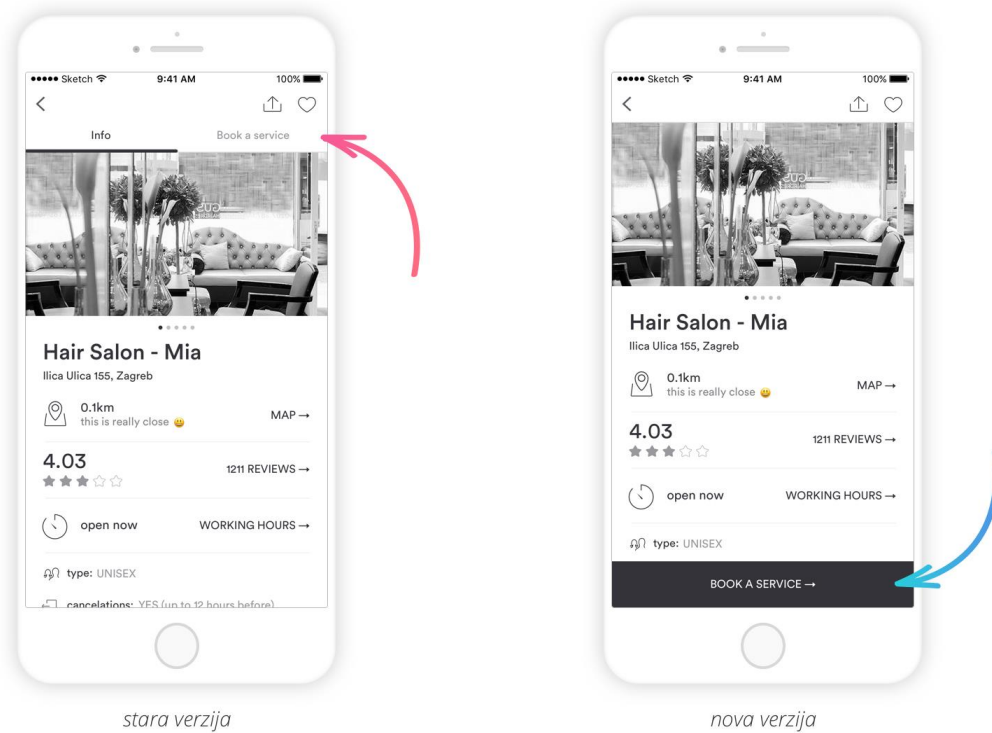 ●●●●● Sketch 9:41 AM 100%
Info Book a service
Hair Salon - Mia
Ilica Ulica 155, Zagreb
0.1km
this is really close 😃
MAP →
4.03
1211 REVIEWS →
open now WORKING HOURS →
type: UNISEX
cancelations: YES (up to 12 hours before)
stara verzija
●●●●● Sketch 9:41 AM 100%
Hair Salon - Mia
Ilica Ulica 155, Zagreb
0.1km
this is really close 😃
MAP →
4.03
1211 REVIEWS →
open now WORKING HOURS →
type: UNISEX
BOOK A SERVICE →
nova verzija